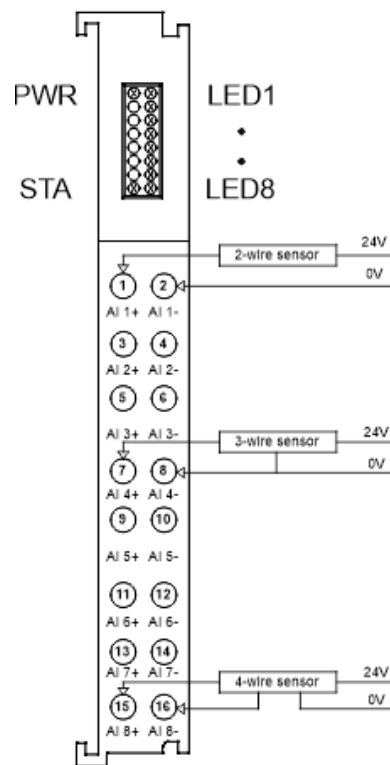 PWR LED1
STA LED8
24V
2-wire sensor
1 2 0V
AI 1+ AI 1-
3 4
AI 2+ AI 2-
5 6
AI 3+ AI 3- 24V
3-wire sensor
7 8 0V
AI 4+ AI 4-
9 10
AI 5+ AI 5-
11 12
AI 6+ AI 6-
13 14
AI 7+ AI 7- 24V
4-wire sensor
15 16 0V
AI 8+ AI 8-